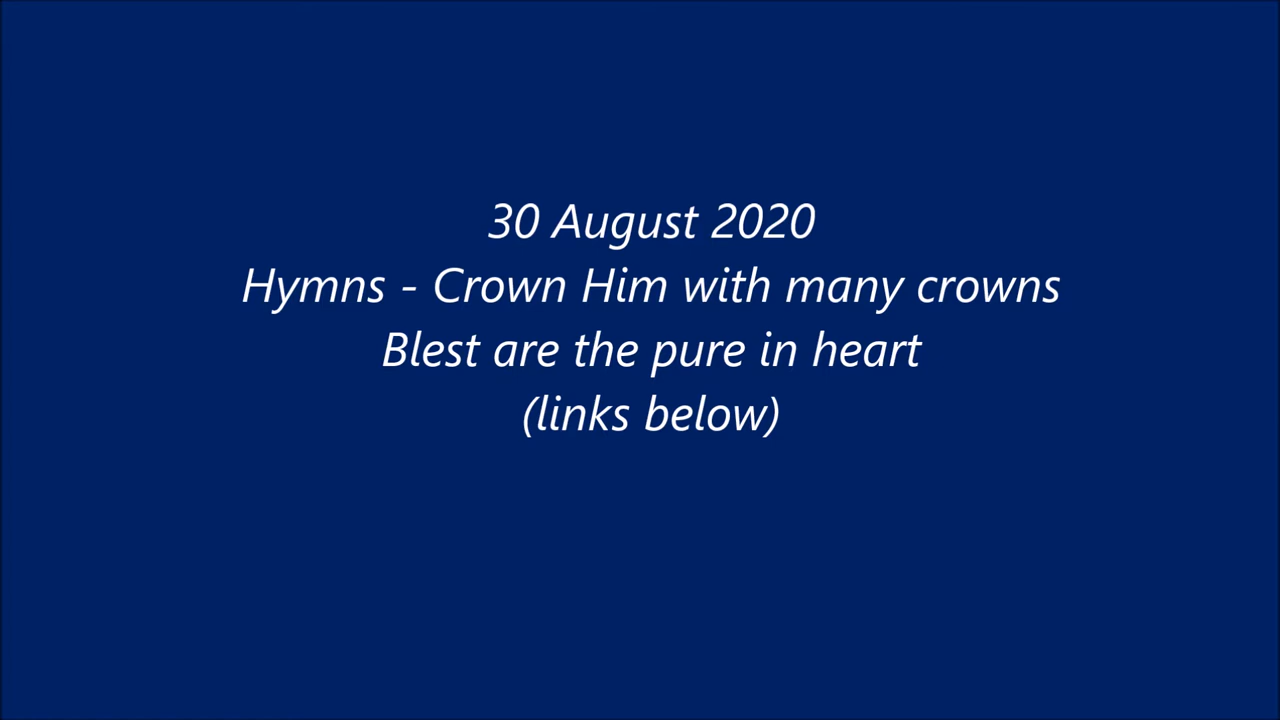 30 August 2020
Hymns - Crown Him with many crowns
Blest are the pure in heart
(links below)